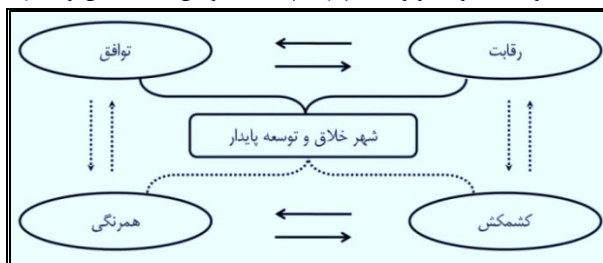 رقابت
توافق
شهر خلاق و توسعه پایدار
کشمکش
همرنگی